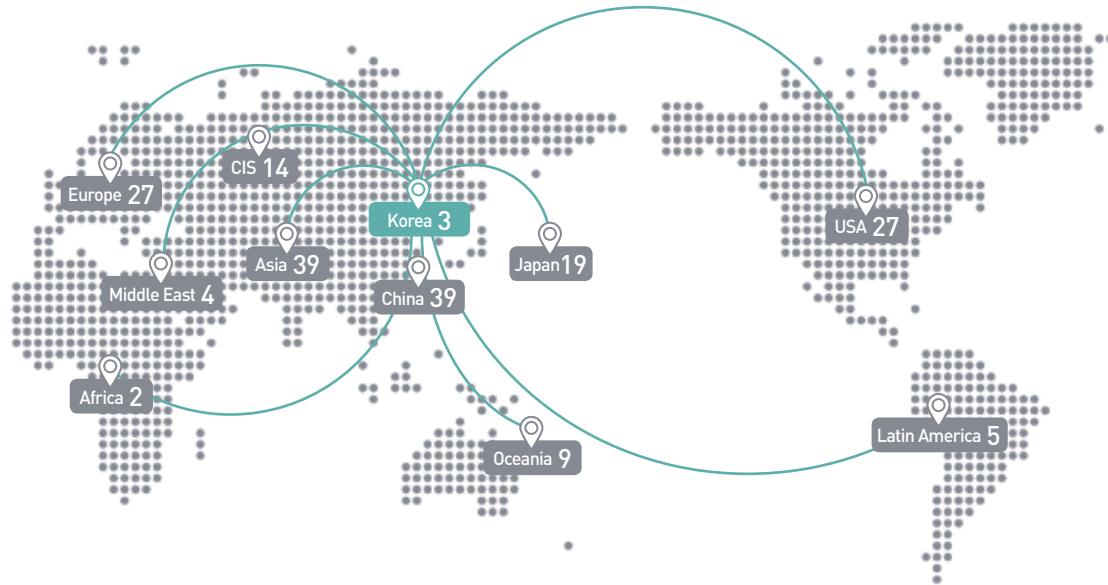 CIS 14
Europe 27
Korea 3
USA 27
Asia 39
Japan 19
Middle East 4
China 39
Africa 2
Latin America 5
Oceania 9